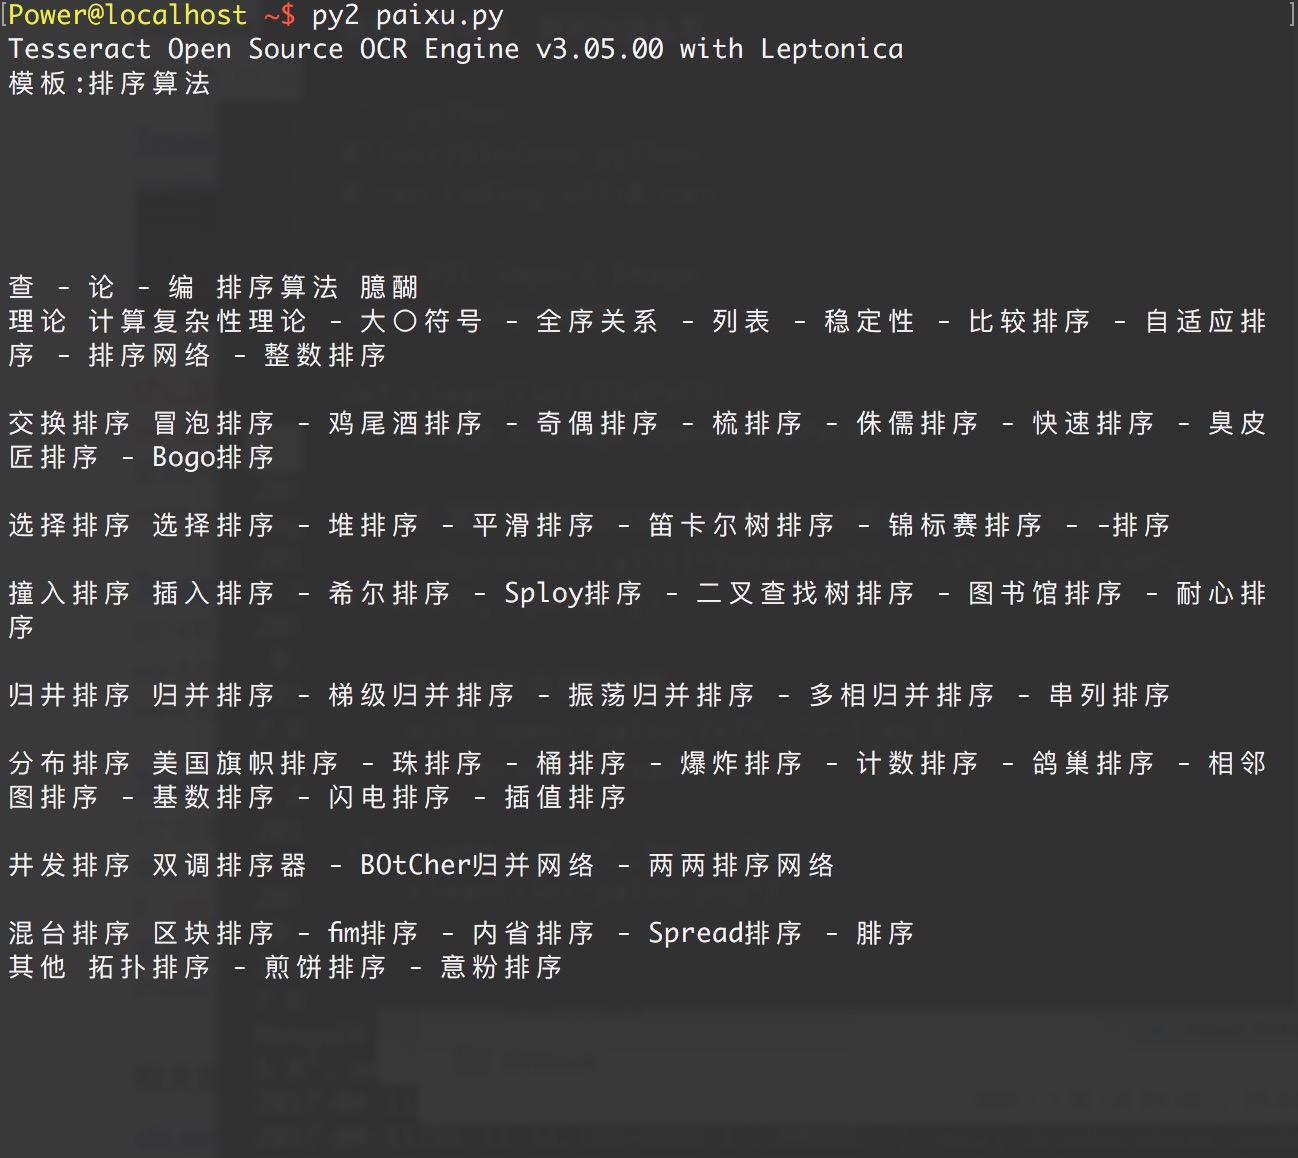 [Power@localhost ~$ py2 paixu.py ]
Tesseract Open Source OCR Engine v3.05.00 with Leptonica
模板:排序算法
查 - 论 - 编 排序算法 臆醐
理论 计算复杂性理论 - 大〇符号 - 全序关系 - 列表 - 稳定性 - 比较排序 - 自适应排
序 - 排序网络 - 整数排序
交换排序 冒泡排序 - 鸡尾酒排序 - 奇偶排序 - 梳排序 - 侏儒排序 - 快速排序 - 臭皮
匠排序 - Bogo排序
选择排序 选择排序 - 堆排序 - 平滑排序 - 笛卡尔树排序 - 锦标赛排序 - -排序
撞入排序 插入排序 - 希尔排序 - Sploy排序 - 二叉查找树排序 - 图书馆排序 - 耐心排
序
归井排序 归并排序 - 梯级归并排序 - 振荡归并排序 - 多相归并排序 - 串列排序
分布排序 美国旗帜排序 - 珠排序 - 桶排序 - 爆炸排序 - 计数排序 - 鸽巢排序 - 相邻
图排序 - 基数排序 - 闪电排序 - 插值排序
井发排序 双调排序器 - BOtCher归并网络 - 两两排序网络
混台排序 区块排序 - fim排序 - 内省排序 - Spread排序 - 腓序
其他 拓扑排序 - 煎饼排序 - 意粉排序